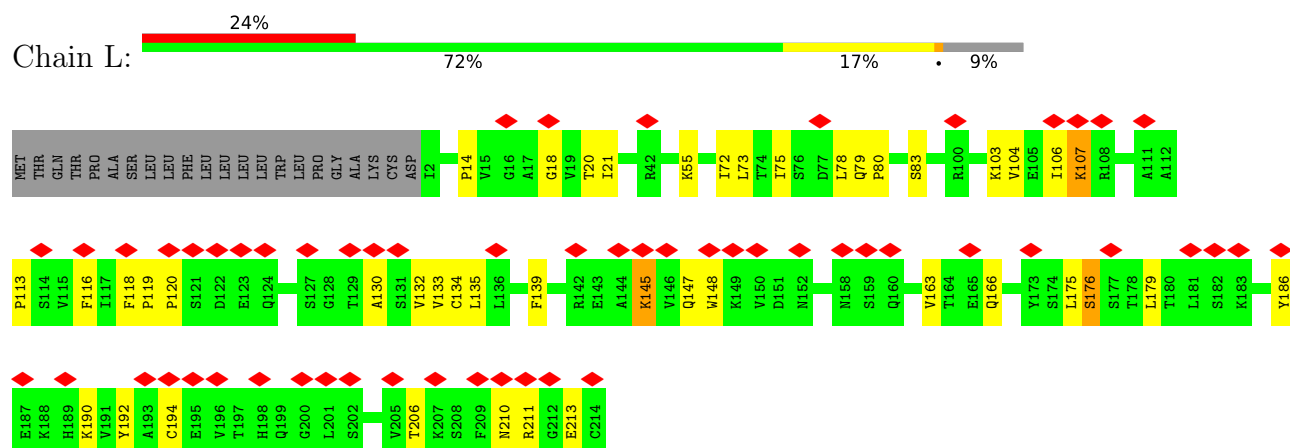 24%
Chain L:
72% 17% • 9%
MET THR GLN THR PRO ALA SER LEU LEU PHE LEU LEU LEU LEU TRP LEU PRO GLY ALA LYS CYS ASP I2 P14 V15 G16 A17 G18 V19 T20 I21 R42 K55 I72 L73 T74 I75 S76 D77 L78 Q79 P80 S83 R100 K103 V104 E105 I106 K107 R108 A111 A112
P113 S114 V115 F116 I117 F118 P119 P120 S121 D122 E123 Q124 S127 G128 T129 A130 S131 V132 V133 C134 L135 L136 F139 R142 E143 A144 K145 V146 Q147 W148 K149 V150 D151 N152 N158 S159 Q160 V163 T164 E165 Q166 Y173 S174 L175 S176 S177 T178 L179 T180 L181 S182 K183 Y186
E187 K188 H189 K190 V191 Y192 A193 C194 E195 V196 T197 H198 Q199 G200 L201 S202 V205 T206 K207 S208 F209 N210 R211 G212 E213 C214